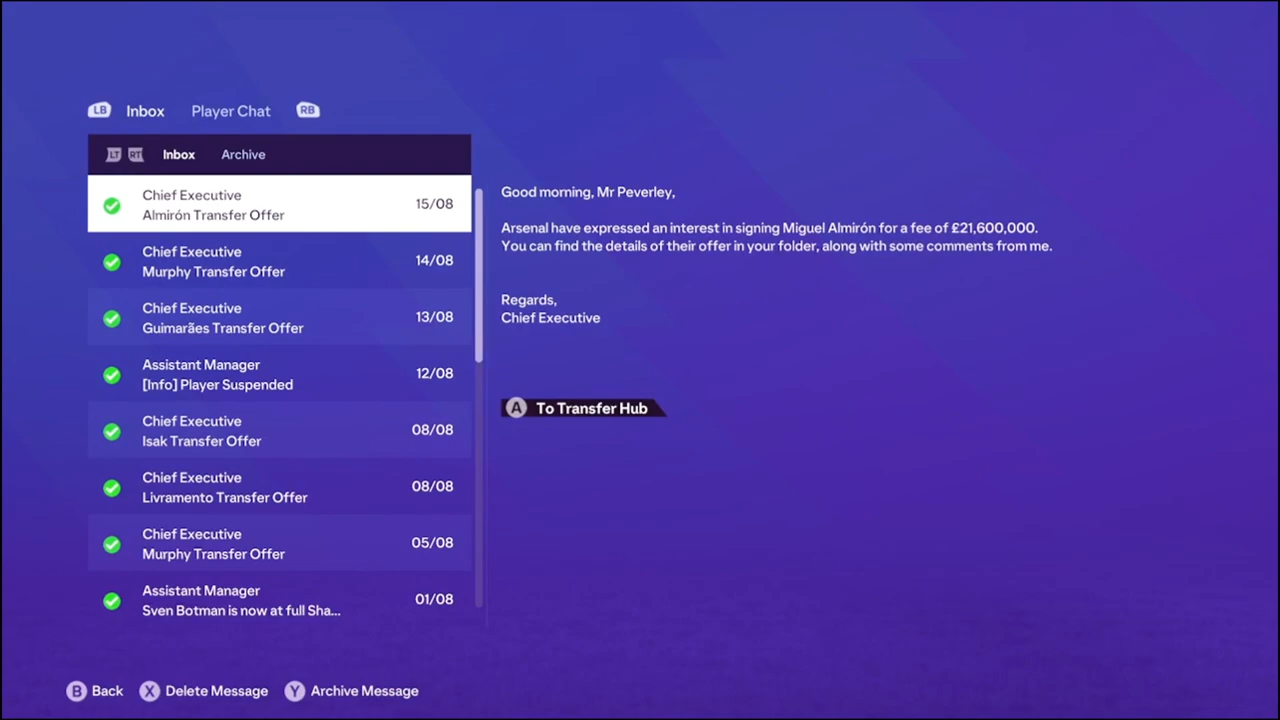 LB Inbox Player Chat RB
LT RT Inbox Archive
Chief Executive
Almirón Transfer Offer
15/08
Chief Executive
Murphy Transfer Offer
14/08
Chief Executive
Guimarães Transfer Offer
13/08
Assistant Manager
[Info] Player Suspended
12/08
Chief Executive
Isak Transfer Offer
08/08
Chief Executive
Livramento Transfer Offer
08/08
Chief Executive
Murphy Transfer Offer
05/08
Assistant Manager
Sven Botman is now at full Sha...
01/08
Good morning, Mr Peverley,
Arsenal have expressed an interest in signing Miguel Almirón for a fee of £21,600,000.
You can find the details of their offer in your folder, along with some comments from me.
Regards,
Chief Executive
A To Transfer Hub
B Back X Delete Message Y Archive Message